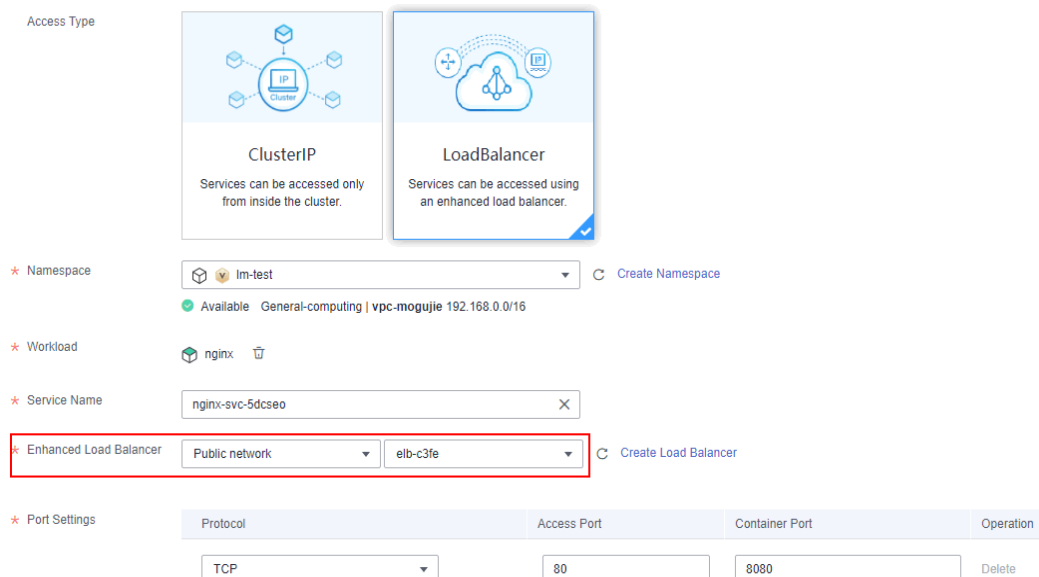 Access Type
IP
Cluster
IP
ClusterIP
LoadBalancer
Services can be accessed only
from inside the cluster.
Services can be accessed using
an enhanced load balancer.
* Namespace
v lm-test
Create Namespace
Available General-computing | vpc-mogujie 192.168.0.0/16
* Workload
nginx
* Service Name
nginx-svc-5dcseo
* Enhanced Load Balancer
Public network
elb-c3fe
Create Load Balancer
* Port Settings
Protocol
Access Port
Container Port
Operation
TCP
80
8080
Delete